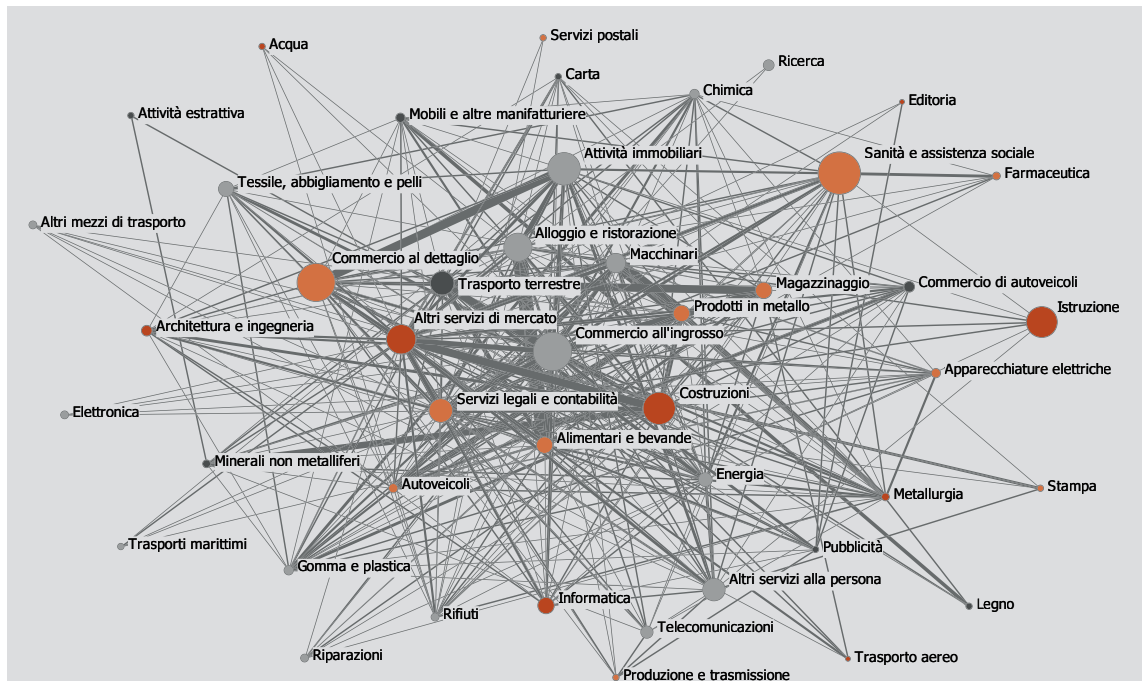 Servizi postali
Acqua
Ricerca
Carta
Chimica
Editoria
Attività estrattiva
Mobili e altre manifatturiere
Attività immobiliari
Sanità e assistenza sociale
Farmaceutica
Tessile, abbigliamento e pelli
Altri mezzi di trasporto
Alloggio e ristorazione
Macchinari
Commercio al dettaglio
Trasporto terrestre
Magazzinaggio
Commercio di autoveicoli
Prodotti in metallo
Istruzione
Altri servizi di mercato
Architettura e ingegneria
Commercio all'ingrosso
Apparecchiature elettriche
Costruzioni
Servizi legali e contabilità
Elettronica
Alimentari e bevande
Minerali non metalliferi
Energia
Autoveicoli
Stampa
Metallurgia
Trasporti marittimi
Pubblicità
Gomma e plastica
Altri servizi alla persona
Informatica
Legno
Rifiuti
Telecomunicazioni
Riparazioni
Trasporto aereo
Produzione e trasmissione